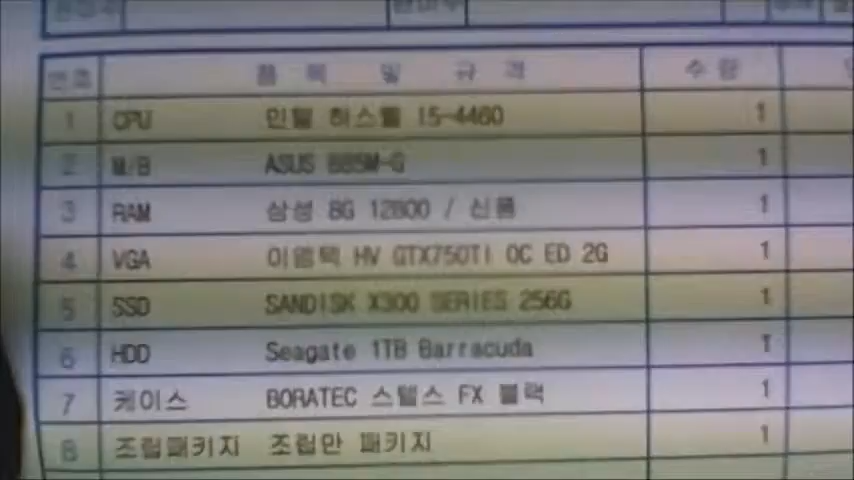 번호 품 목 및 규 격 수 량
1 CPU 인텔 하스웰 I5-4460 1
2 M/B ASUS B85M-G 1
3 RAM 삼성 8G 12800 / 신품 1
4 VGA 이엠텍 HV GTX750TI OC ED 2G 1
5 SSD SANDISK X300 SERIES 256G 1
6 HDD Seagate 1TB Barracuda 1
7 케이스 BORATEC 스텔스 FX 블랙 1
8 조립패키지 조립만 패키지 1